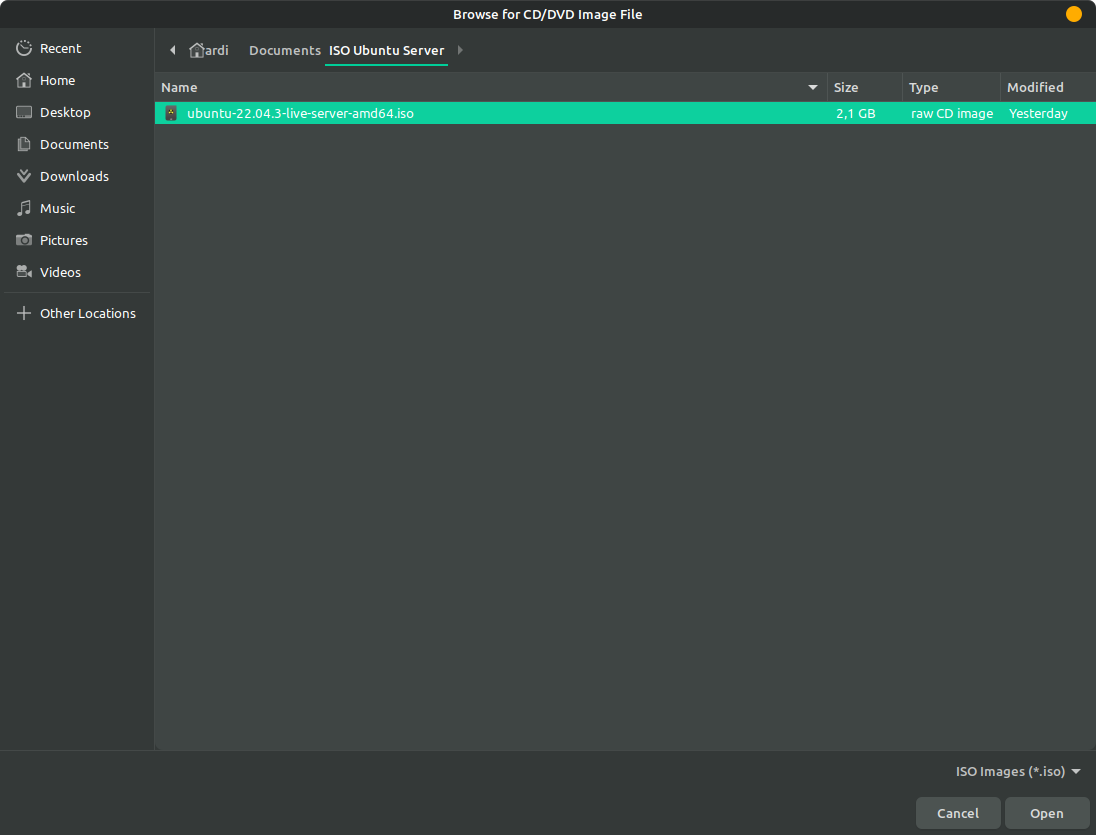 Browse for CD/DVD Image File
Recent
Home
Desktop
Documents
Downloads
Music
Pictures
Videos
Other Locations
ardi Documents ISO Ubuntu Server
Name Size Type Modified
ubuntu-22.04.3-live-server-amd64.iso 2,1 GB raw CD image Yesterday
ISO Images (*.iso)
Cancel Open